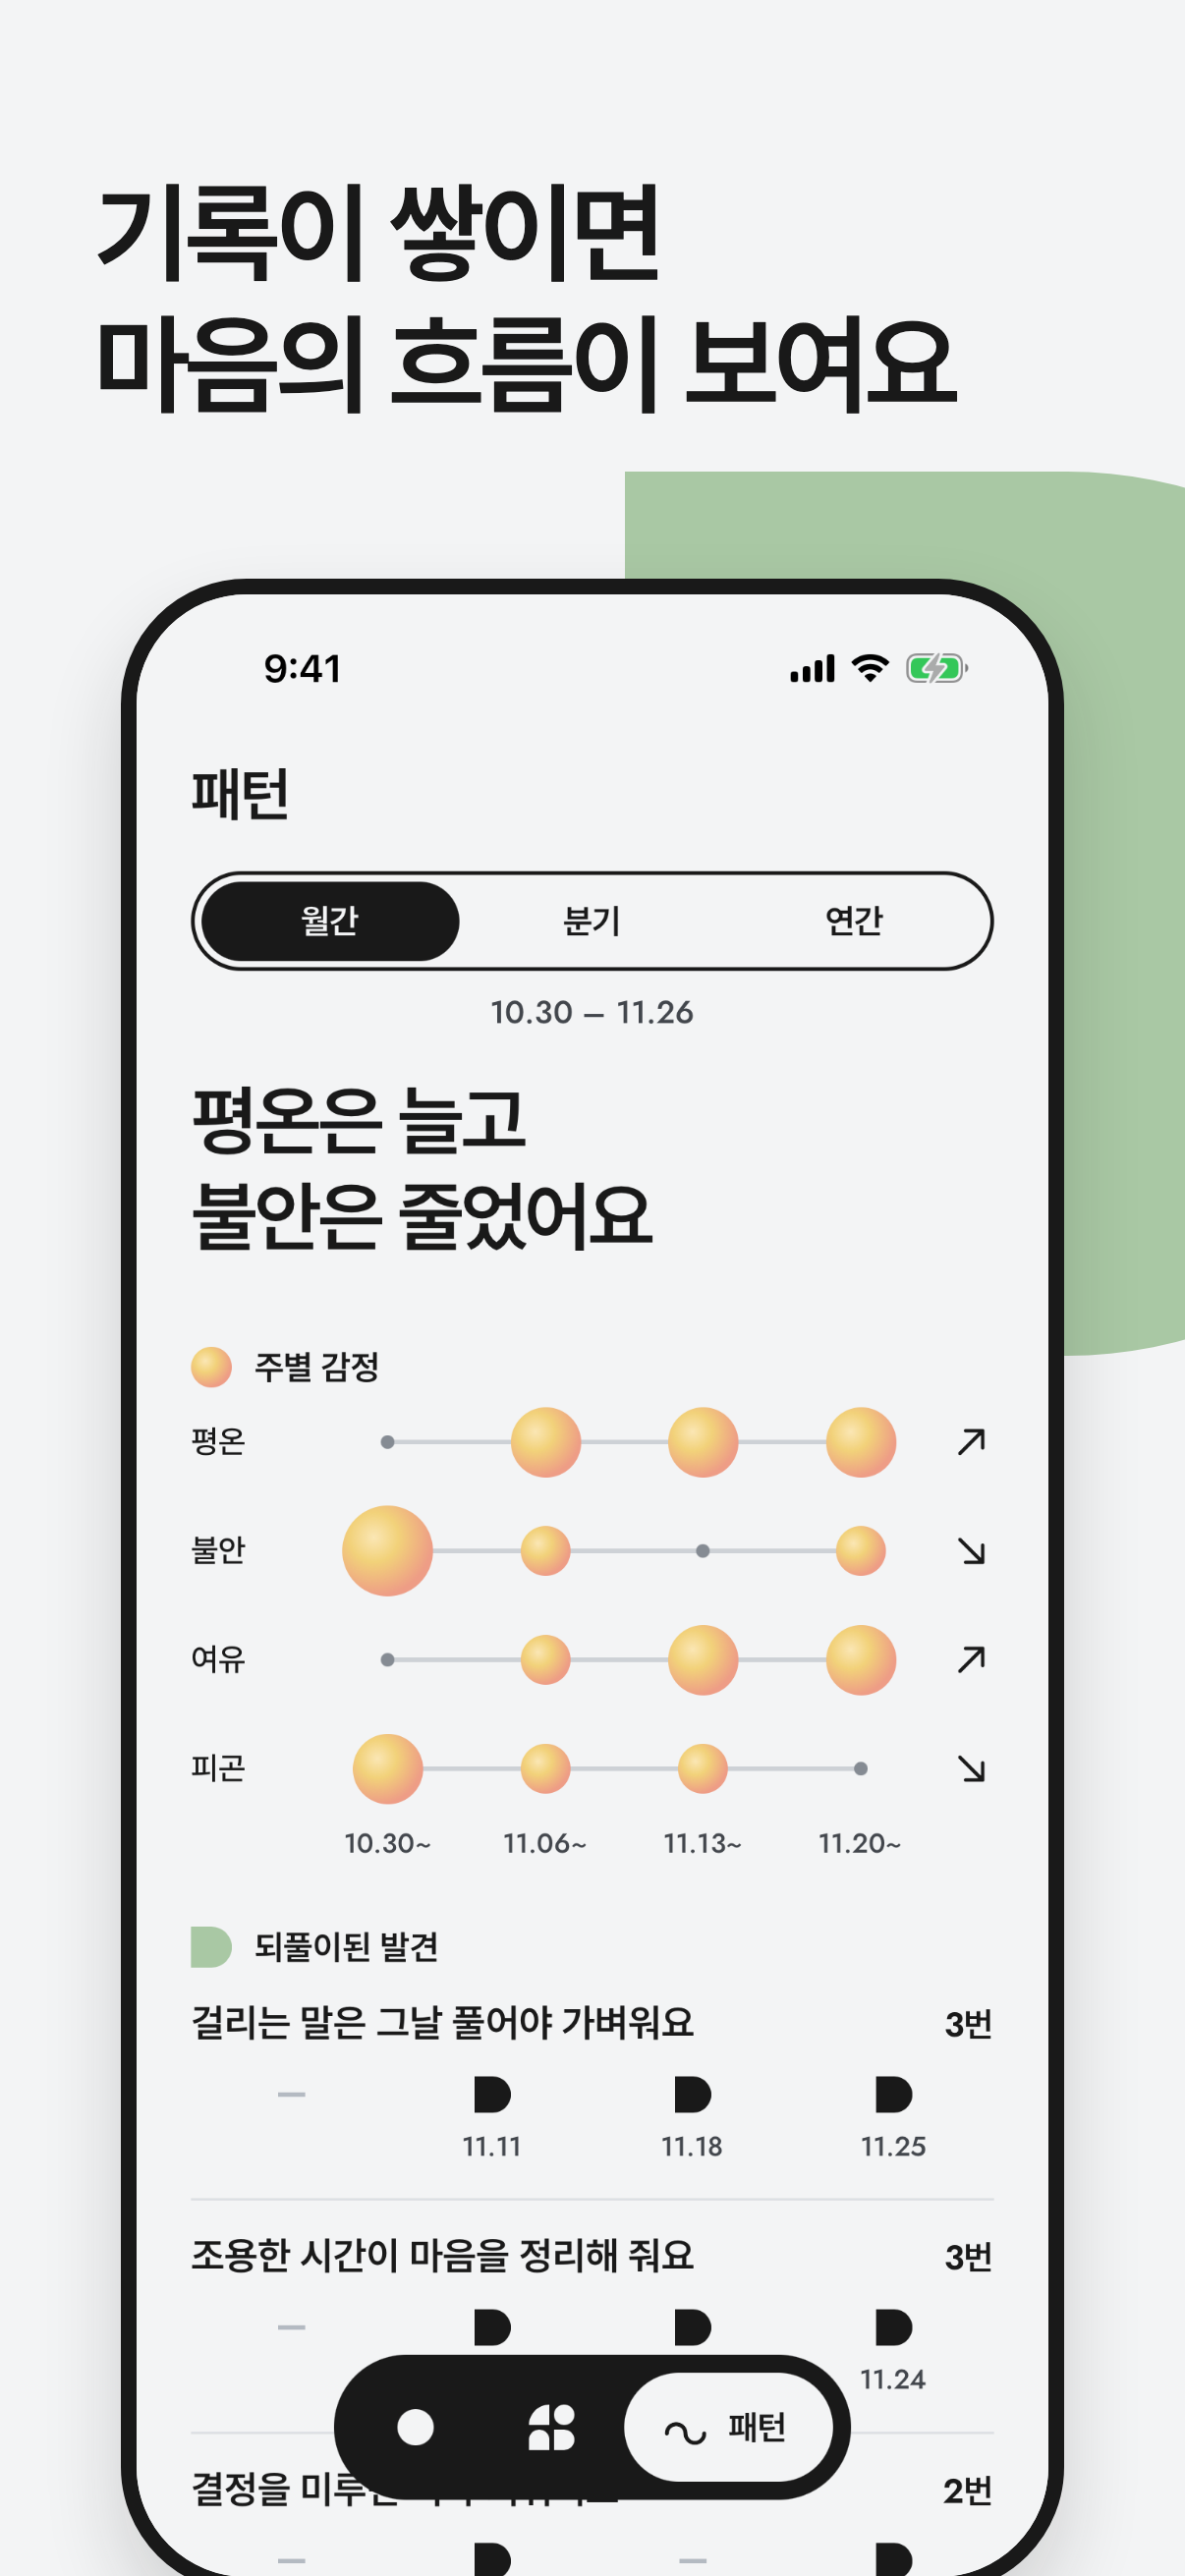 기록이 쌓이면
마음의 흐름이 보여요
9:41
패턴
월간 분기 연간
10.30 – 11.26
평온은 늘고
불안은 줄었어요
주별 감정
평온
불안
여유
피곤
10.30~ 11.06~ 11.13~ 11.20~
되풀이된 발견
걸리는 말은 그날 풀어야 가벼워요 3번
11.11 11.18 11.25
조용한 시간이 마음을 정리해 줘요 3번
11.24
패턴
결정을 2번